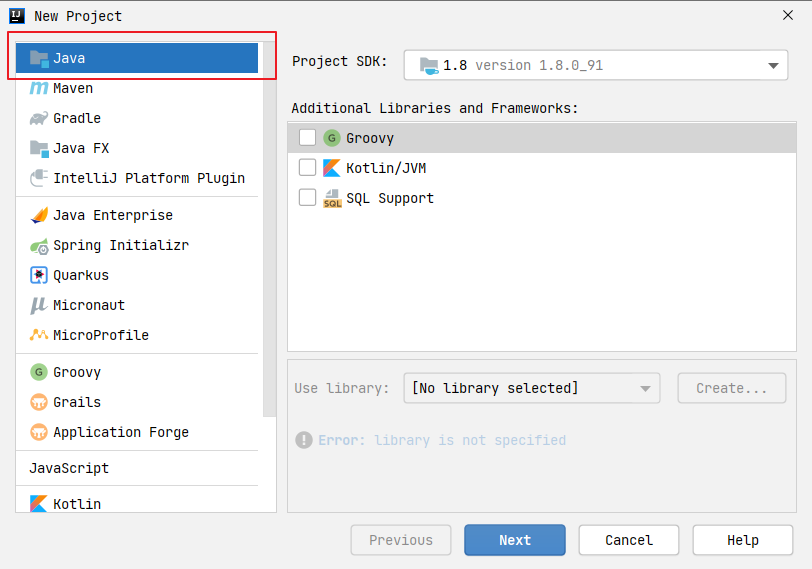 New Project
Java
Maven
Gradle
Java FX
IntelliJ Platform Plugin
Java Enterprise
Spring Initializr
Quarkus
Micronaut
MicroProfile
Groovy
Grails
Application Forge
JavaScript
Kotlin
Project SDK: 1.8 version 1.8.0_91
Additional Libraries and Frameworks:
G Groovy
Kotlin/JVM
SQL SQL Support
Use library: [No library selected] Create...
! Error: library is not specified
Previous Next Cancel Help